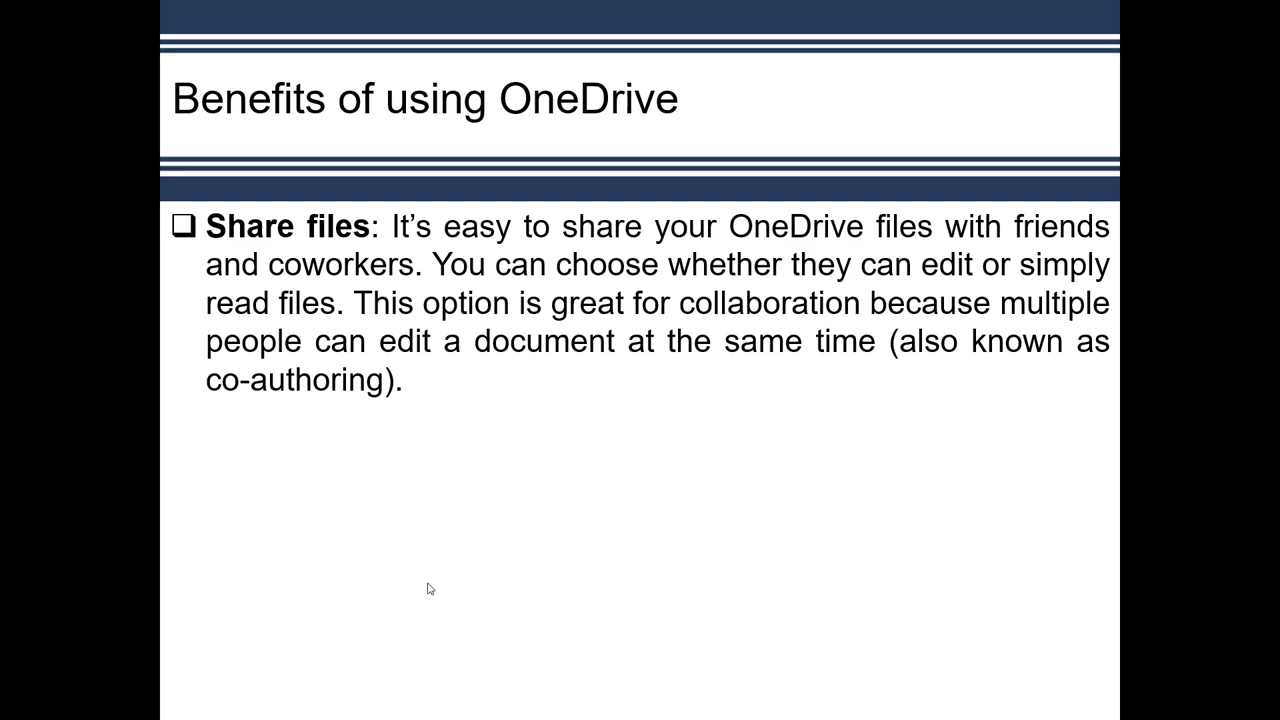 Benefits of using OneDrive
❑ Share files: It’s easy to share your OneDrive files with friends
and coworkers. You can choose whether they can edit or simply
read files. This option is great for collaboration because multiple
people can edit a document at the same time (also known as
co-authoring).